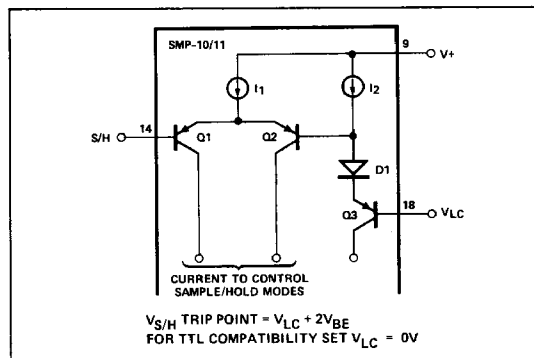 SMP-10/11
9
V+
I1
I2
S/H
14
Q1
Q2
D1
Q3
18
VLC
CURRENT TO CONTROL
SAMPLE/HOLD MODES
VS/H TRIP POINT = VLC + 2VBE
FOR TTL COMPATIBILITY SET VLC = 0V